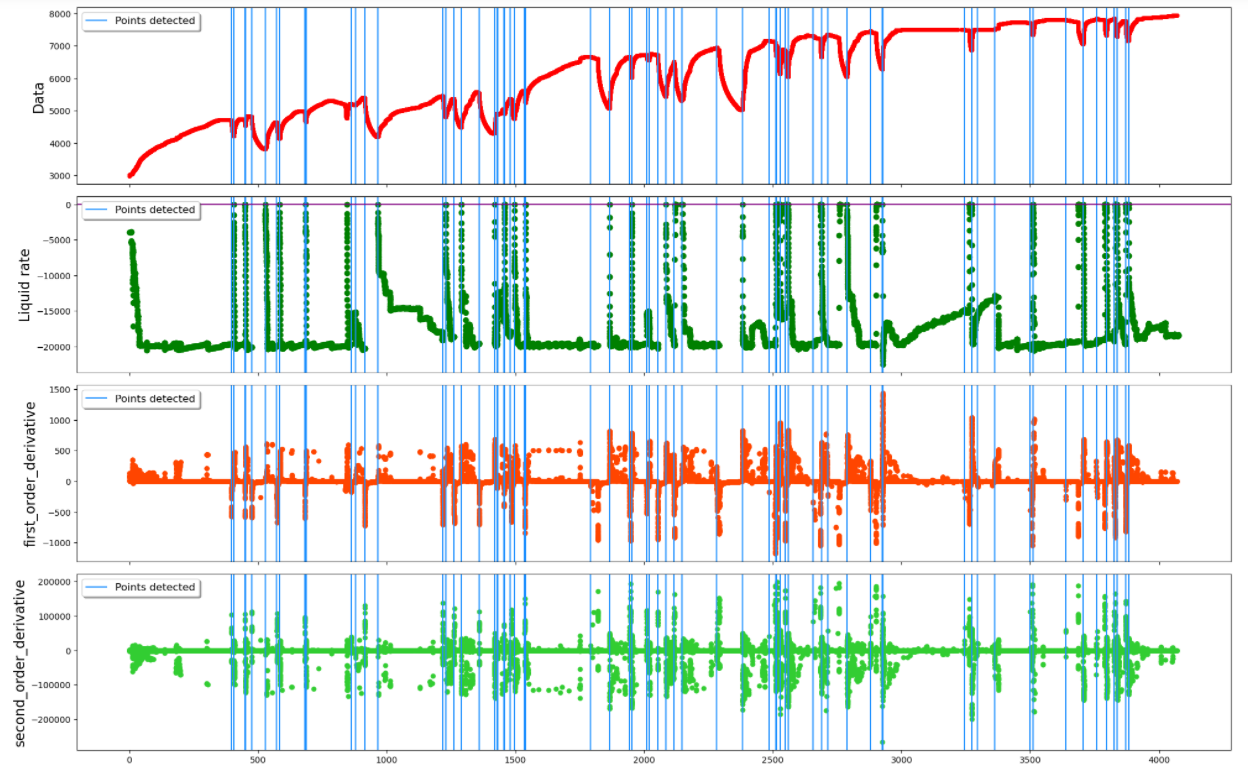 Points detected
8000
7000
6000
5000
4000
3000
Data
Points detected
0
−5000
−10000
−15000
−20000
Liquid rate
Points detected
1500
1000
500
0
−500
−1000
first_order_derivative
Points detected
200000
100000
0
−100000
−200000
second_order_derivative
0 500 1000 1500 2000 2500 3000 3500 4000